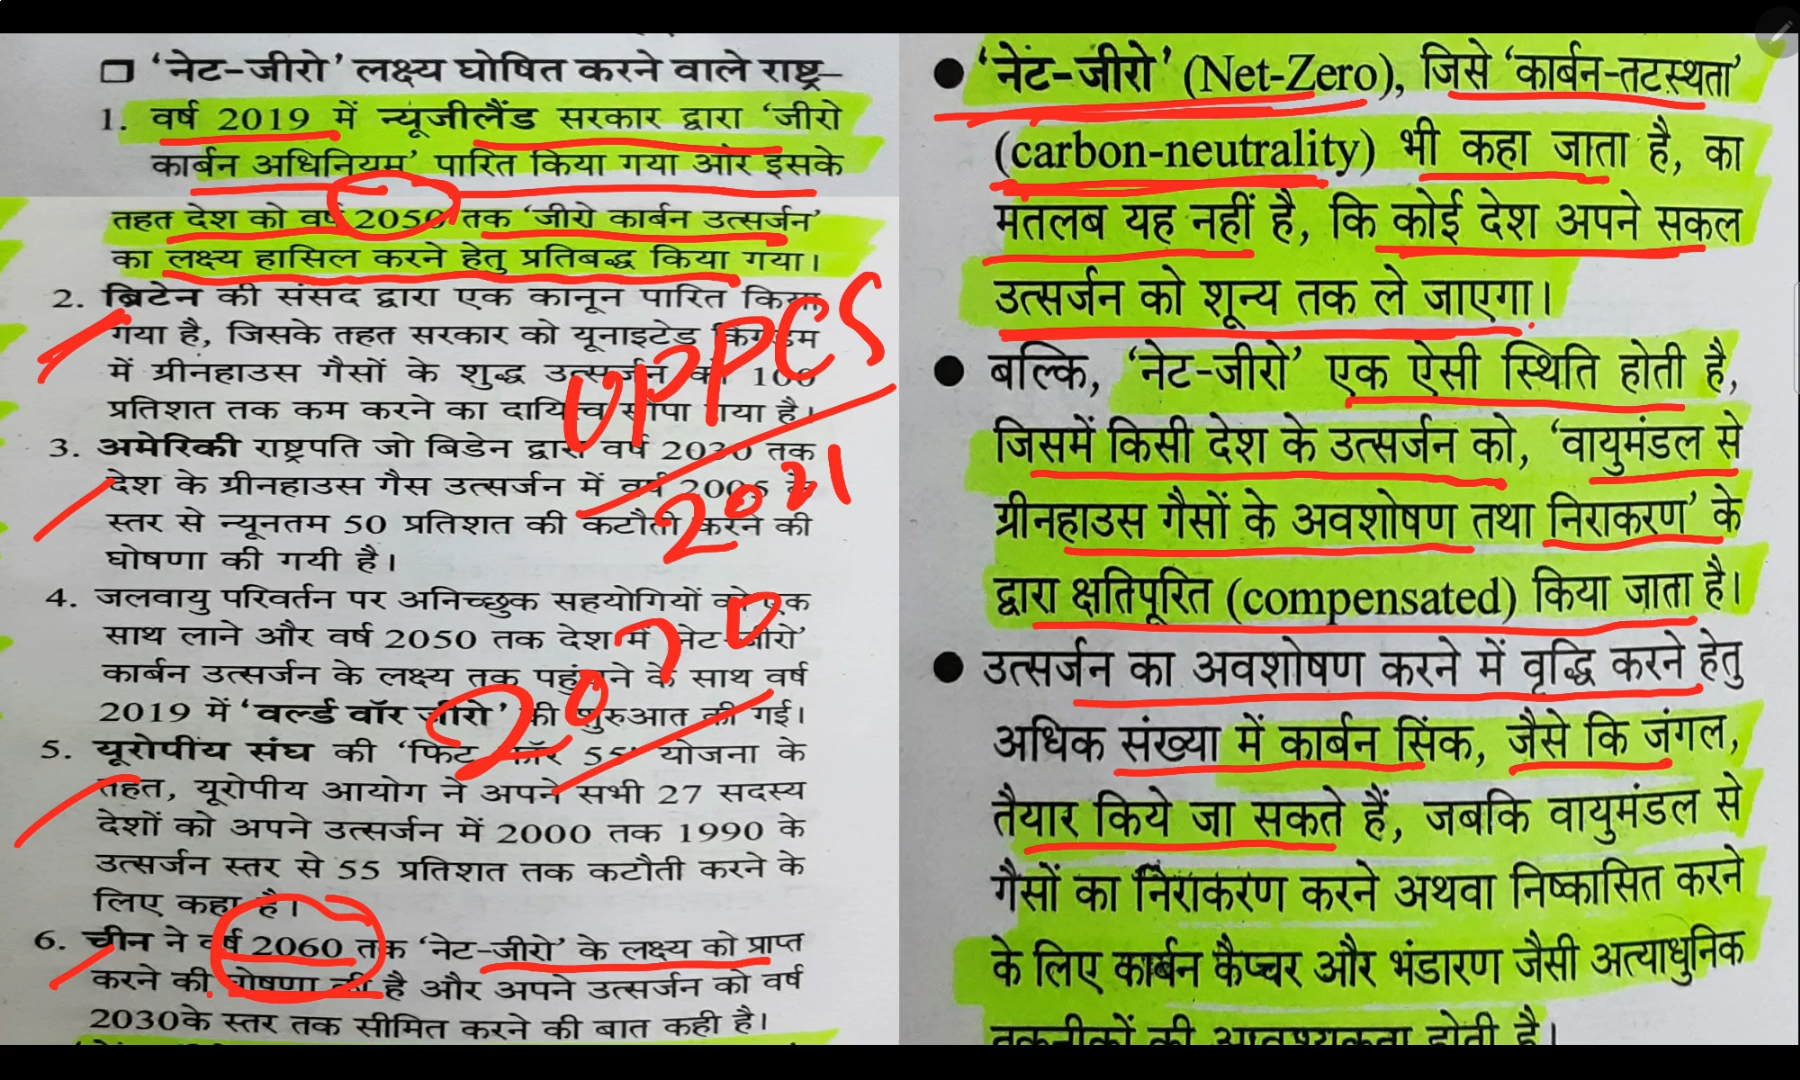 'नेट-जीरो' लक्ष्य घोषित करने वाले राष्ट्र–
1. वर्ष 2019 में न्यूजीलैंड सरकार द्वारा 'जीरो
कार्बन अधिनियम' पारित किया गया और इसके
तहत देश को वर्ष 2050 तक 'जीरो कार्बन उत्सर्जन'
का लक्ष्य हासिल करने हेतु प्रतिबद्ध किया गया।
2. ब्रिटेन की संसद द्वारा एक कानून पारित किया
गया है, जिसके तहत सरकार को यूनाइटेड किंगडम
में ग्रीनहाउस गैसों के शुद्ध उत्सर्जन को 100
प्रतिशत तक कम करने का दायित्व सौंपा गया है।
3. अमेरिकी राष्ट्रपति जो बिडेन द्वारा वर्ष 2030 तक
देश के ग्रीनहाउस गैस उत्सर्जन में वर्ष 2005 के
स्तर से न्यूनतम 50 प्रतिशत की कटौती करने की
घोषणा की गयी है।
4. जलवायु परिवर्तन पर अनिच्छुक सहयोगियों को एक
साथ लाने और वर्ष 2050 तक देश में 'नेट-जीरो'
कार्बन उत्सर्जन के लक्ष्य तक पहुंचाने के साथ वर्ष
2019 में 'वर्ल्ड वॉर जीरो' की शुरुआत की गई।
5. यूरोपीय संघ की 'फिट फॉर 55' योजना के
तहत, यूरोपीय आयोग ने अपने सभी 27 सदस्य
देशों को अपने उत्सर्जन में 2000 तक 1990 के
उत्सर्जन स्तर से 55 प्रतिशत तक कटौती करने के
लिए कहा है।
6. चीन ने वर्ष 2060 तक 'नेट-जीरो' के लक्ष्य को प्राप्त
करने की घोषणा की है और अपने उत्सर्जन को वर्ष
2030के स्तर तक सीमित करने की बात कही है।
UPPCS
2021
2070
● 'नेट-जीरो' (Net-Zero), जिसे 'कार्बन-तटस्थता'
(carbon-neutrality) भी कहा जाता है, का
मतलब यह नहीं है, कि कोई देश अपने सकल
उत्सर्जन को शून्य तक ले जाएगा।
● बल्कि, 'नेट-जीरो' एक ऐसी स्थिति होती है,
जिसमें किसी देश के उत्सर्जन को, 'वायुमंडल से
ग्रीनहाउस गैसों के अवशोषण तथा निराकरण' के
द्वारा क्षतिपूरित (compensated) किया जाता है।
● उत्सर्जन का अवशोषण करने में वृद्धि करने हेतु
अधिक संख्या में कार्बन सिंक, जैसे कि जंगल,
तैयार किये जा सकते हैं, जबकि वायुमंडल से
गैसों का निराकरण करने अथवा निष्कासित करने
के लिए कार्बन कैप्चर और भंडारण जैसी अत्याधुनिक
तकनीकों की आवश्यकता होती है।